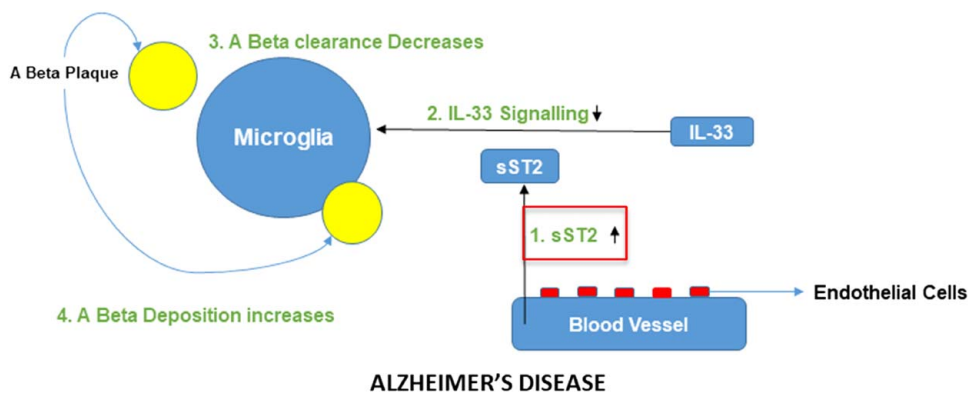 3. A Beta clearance Decreases
A Beta Plaque
Microglia
2. IL-33 Signalling
IL-33
sST2
1. sST2
Endothelial Cells
4. A Beta Deposition increases
Blood Vessel
ALZHEIMER'S DISEASE